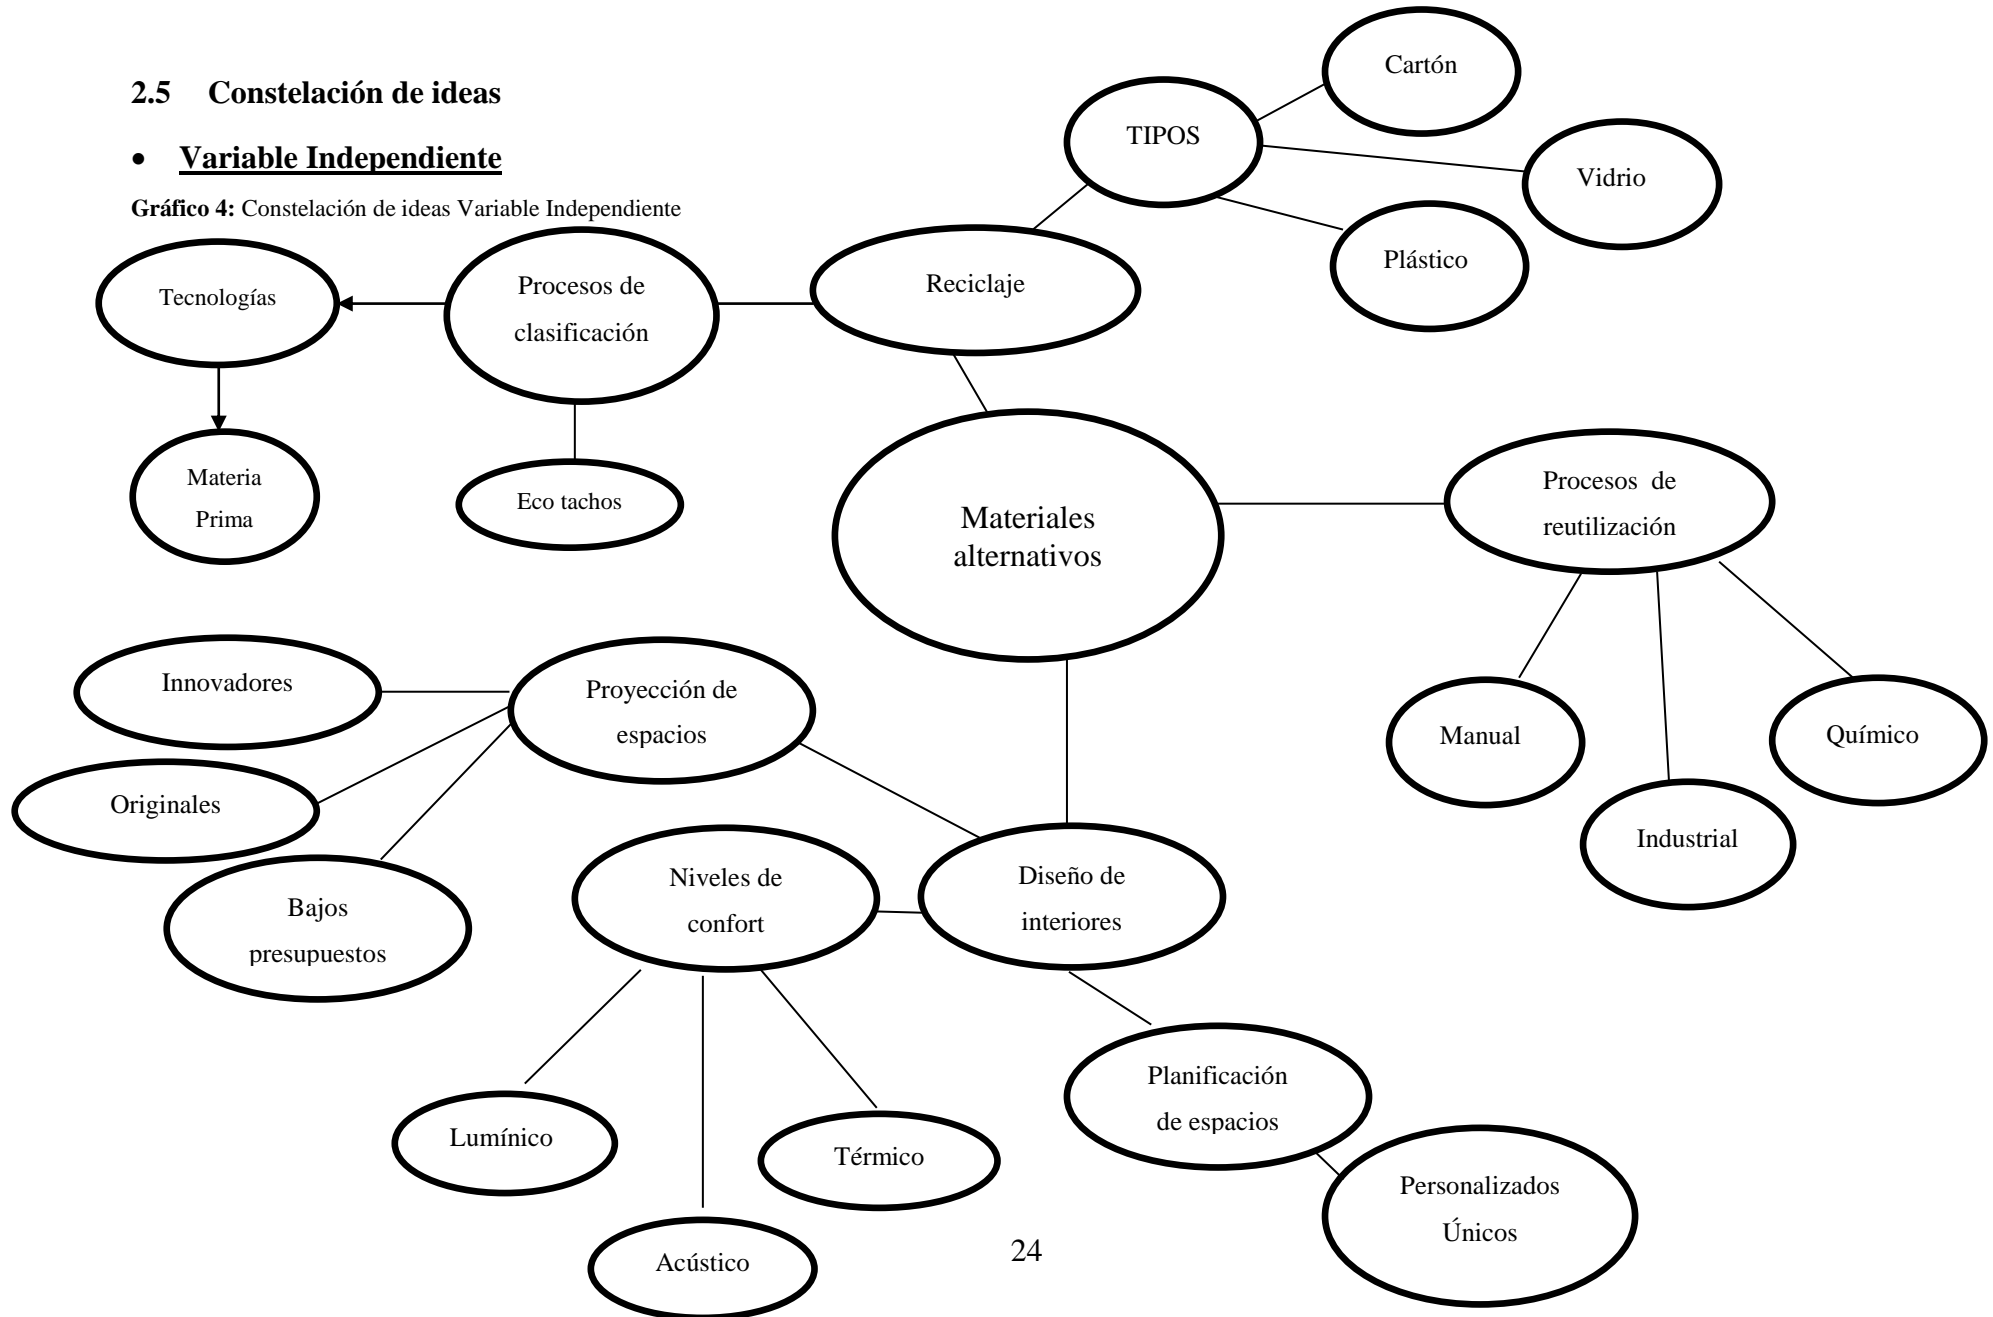 2.5 Constelación de ideas
• Variable Independiente
Gráfico 4: Constelación de ideas Variable Independiente
Cartón
TIPOS
Vidrio
Plástico
Reciclaje
Procesos de
clasificación
Tecnologías
Materia
Prima
Eco tachos
Materiales
alternativos
Procesos de
reutilización
Manual
Industrial
Químico
Innovadores
Proyección de
espacios
Originales
Bajos
presupuestos
Niveles de
confort
Diseño de
interiores
Lumínico
Térmico
Acústico
Planificación
de espacios
Personalizados
Únicos
24